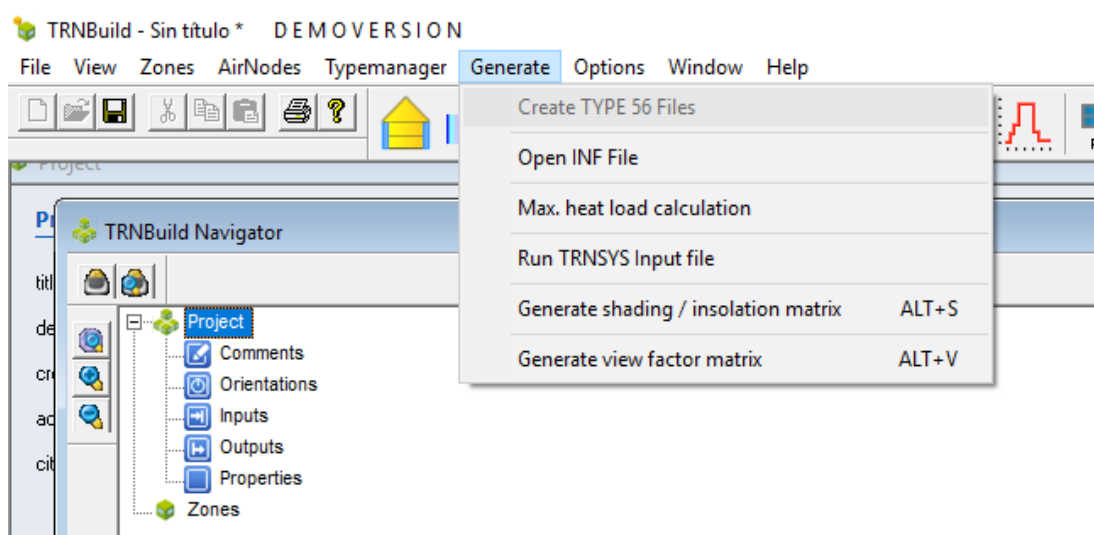 TRNBuild - Sin título * DEMOVERSION
File View Zones AirNodes Typemanager Generate Options Window Help
Create TYPE 56 Files
Open INF File
Max. heat load calculation
Run TRNSYS Input file
Generate shading / insolation matrix ALT+S
Generate view factor matrix ALT+V
Project
TRNBuild Navigator
Project
Comments
Orientations
Inputs
Outputs
Properties
Zones